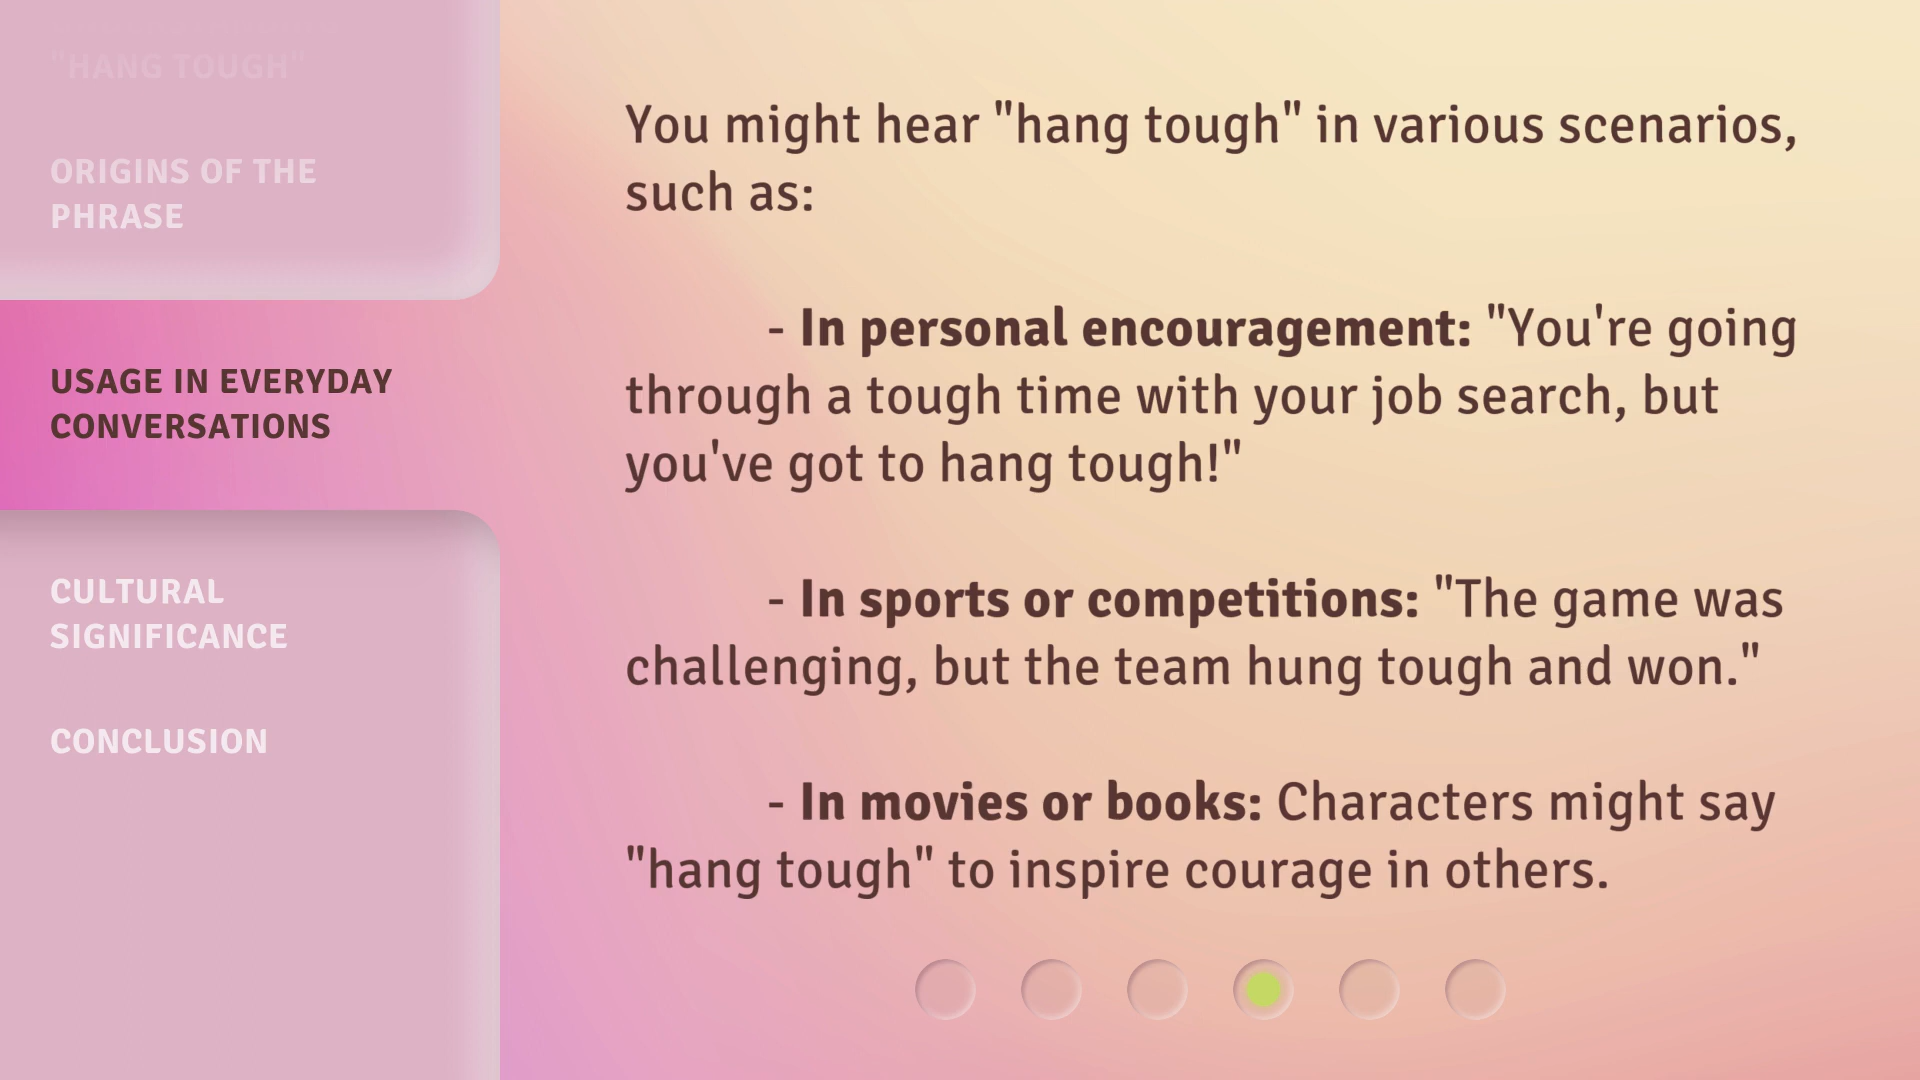 "HANG TOUGH"
ORIGINS OF THE
PHRASE
USAGE IN EVERYDAY
CONVERSATIONS
CULTURAL
SIGNIFICANCE
CONCLUSION
You might hear "hang tough" in various scenarios,
such as:
- In personal encouragement: "You're going
through a tough time with your job search, but
you've got to hang tough!"
- In sports or competitions: "The game was
challenging, but the team hung tough and won."
- In movies or books: Characters might say
"hang tough" to inspire courage in others.